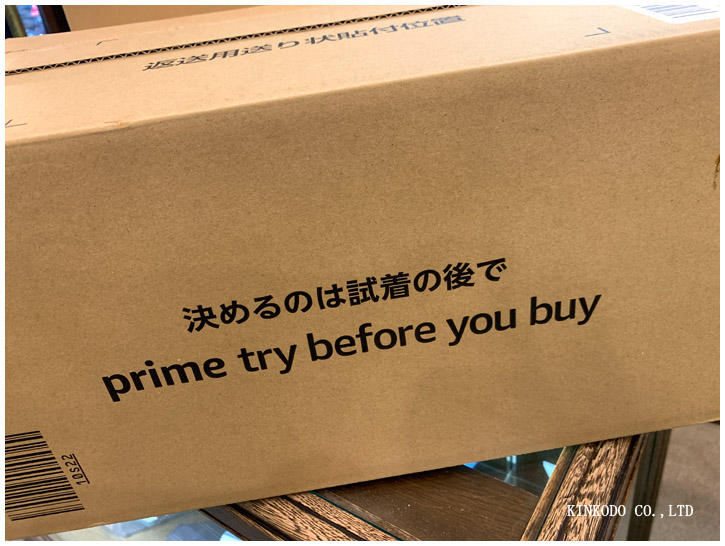 返送用送り状貼付位置
決めるのは試着の後で
prime try before you buy
10S22
KINKODO CO.,LTD